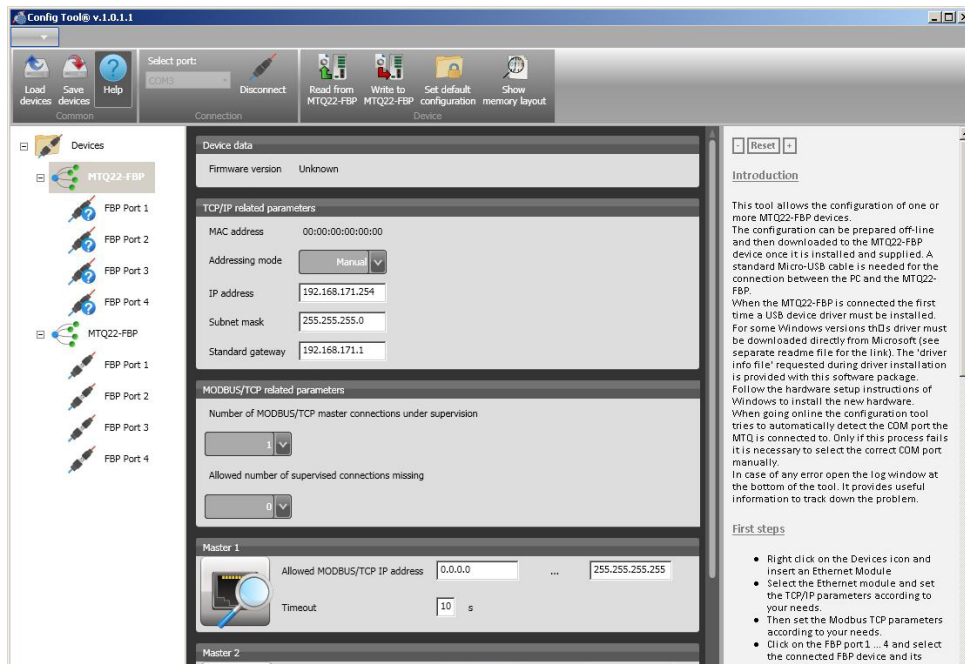 Config Tool® v.1.0.1.1
Load devices
Save devices
Help
Common
Select port:
COM3
Disconnect
Connection
Read from MTQ22-FBP
Write to MTQ22-FBP
Set default configuration
Show memory layout
Device
Devices
MTQ22-FBP
FBP Port 1
FBP Port 2
FBP Port 3
FBP Port 4
MTQ22-FBP
FBP Port 1
FBP Port 2
FBP Port 3
FBP Port 4
Device data
Firmware version Unknown
TCP/IP related parameters
MAC address 00:00:00:00:00:00
Addressing mode Manual
IP address 192.168.171.254
Subnet mask 255.255.255.0
Standard gateway 192.168.171.1
MODBUS/TCP related parameters
Number of MODBUS/TCP master connections under supervision
1
Allowed number of supervised connections missing
0
Master 1
Allowed MODBUS/TCP IP address 0.0.0.0 ... 255.255.255.255
Timeout 10 s
Master 2
- Reset +
Introduction
This tool allows the configuration of one or
more MTQ22-FBP devices.
The configuration can be prepared off-line
and then downloaded to the MTQ22-FBP
device once it is installed and supplied. A
standard Micro-USB cable is needed for the
connection between the PC and the MTQ22-
FBP.
When the MTQ22-FBP is connected the first
time a USB device driver must be installed.
For some Windows versions th□s driver must
be downloaded directly from Microsoft (see
separate readme file for the link). The 'driver
info file' requested during driver installation
is provided with this software package.
Follow the hardware setup instructions of
Windows to install the new hardware.
When going online the configuration tool
tries to automatically detect the COM port the
MTQ is connected to. Only if this process fails
it is necessary to select the correct COM port
manually.
In case of any error open the log window at
the bottom of the tool. It provides useful
information to track down the problem.
First steps
• Right click on the Devices icon and
insert an Ethernet Module
• Select the Ethernet module and set
the TCP/IP parameters according to
your needs.
• Then set the Modbus TCP parameters
according to your needs.
• Click on the FBP port 1 ... 4 and select
the connected FBP device and its